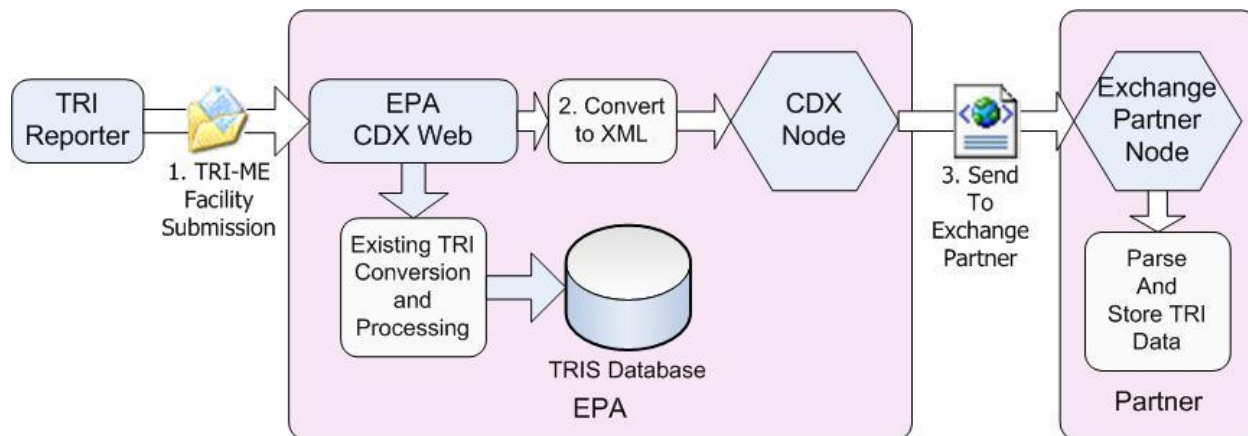 TRI
Reporter
1. TRI-ME
Facility
Submission
EPA
CDX Web
2. Convert
to XML
CDX
Node
3. Send
To
Exchange
Partner
Exchange
Partner
Node
Existing TRI
Conversion
and
Processing
TRIS Database
EPA
Parse
And
Store TRI
Data
Partner